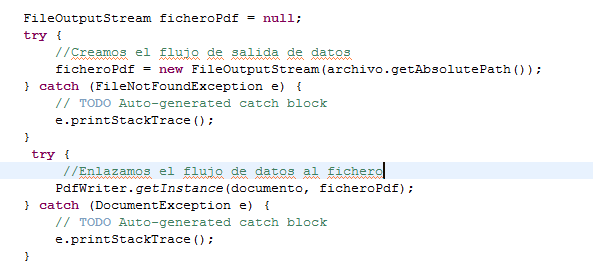 FileOutputStream ficheroPdf = null;
try {
//Creamos el flujo de salida de datos
ficheroPdf = new FileOutputStream(archivo.getAbsolutePath());
} catch (FileNotFoundException e) {
// TODO Auto-generated catch block
e.printStackTrace();
}
try {
//Enlazamos el flujo de datos al fichero
PdfWriter.getInstance(documento, ficheroPdf);
} catch (DocumentException e) {
// TODO Auto-generated catch block
e.printStackTrace();
}